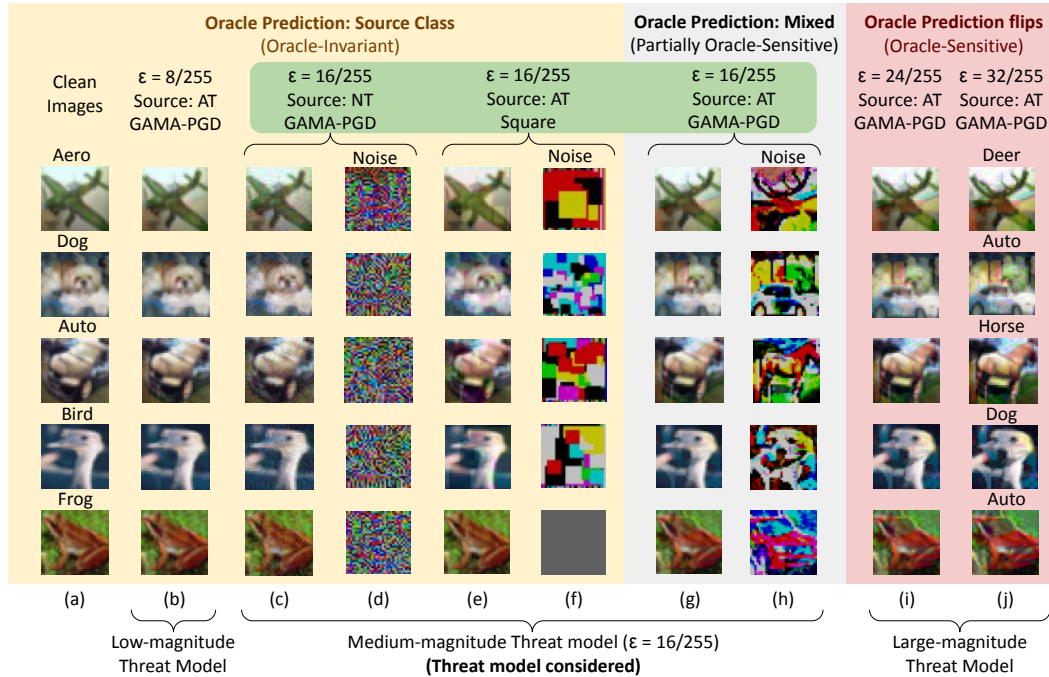 Oracle Prediction: Source Class
(Oracle-Invariant)
Oracle Prediction: Mixed
(Partially Oracle-Sensitive)
Oracle Prediction flips
(Oracle-Sensitive)
Clean
Images
ε = 8/255
Source: AT
GAMA-PGD
ε = 16/255
Source: NT
GAMA-PGD
ε = 16/255
Source: AT
Square
ε = 16/255
Source: AT
GAMA-PGD
ε = 24/255
Source: AT
GAMA-PGD
ε = 32/255
Source: AT
GAMA-PGD
Aero
Noise
Noise
Noise
Deer
Dog
Auto
Auto
Horse
Bird
Dog
Frog
Auto
(a)
(b)
(c)
(d)
(e)
(f)
(g)
(h)
(i)
(j)
Low-magnitude
Threat Model
Medium-magnitude Threat model (ε = 16/255)
(Threat model considered)
Large-magnitude
Threat Model